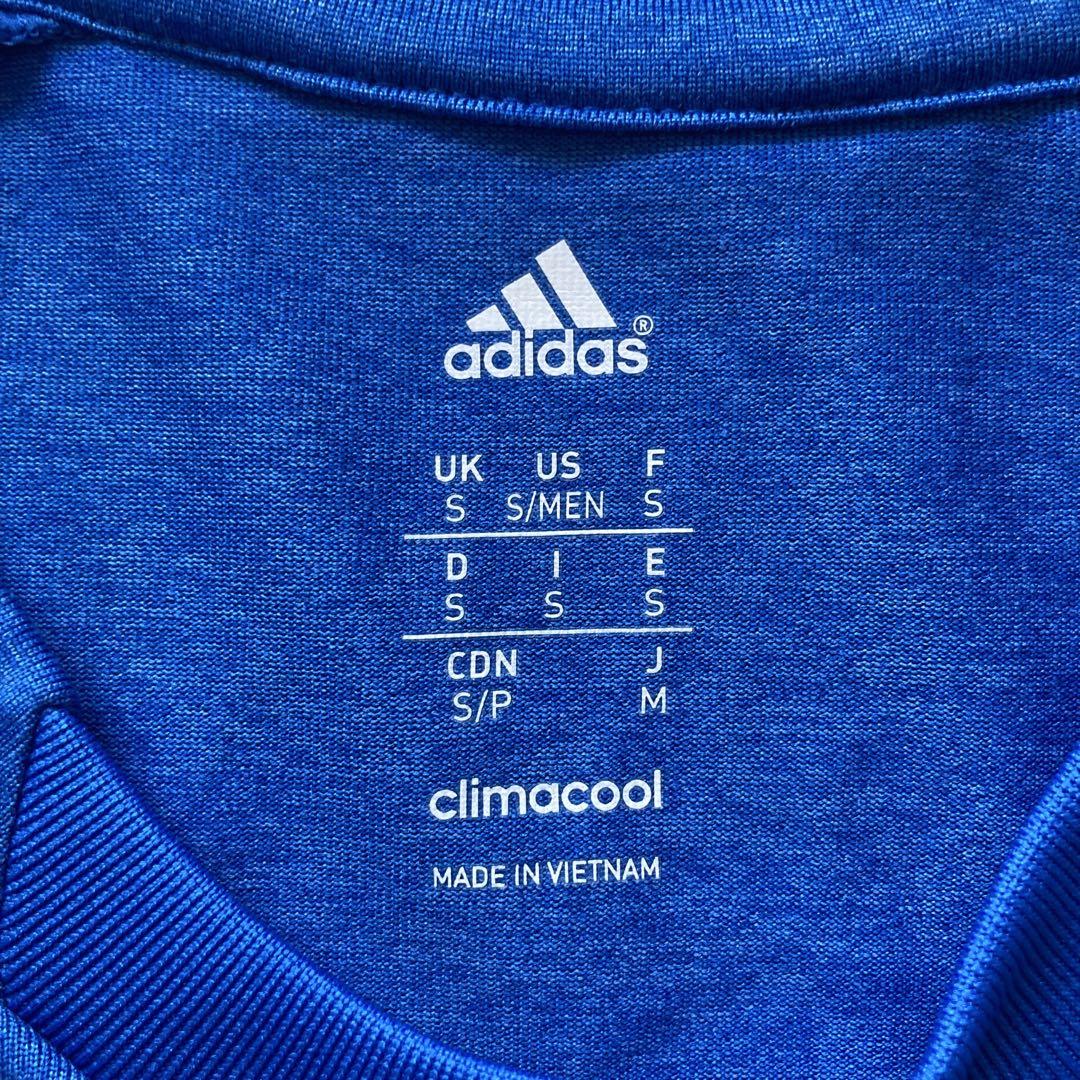 adidas®
UK US F
S S/MEN S
D I E
S S S
CDN J
S/P M
climacool
MADE IN VIETNAM